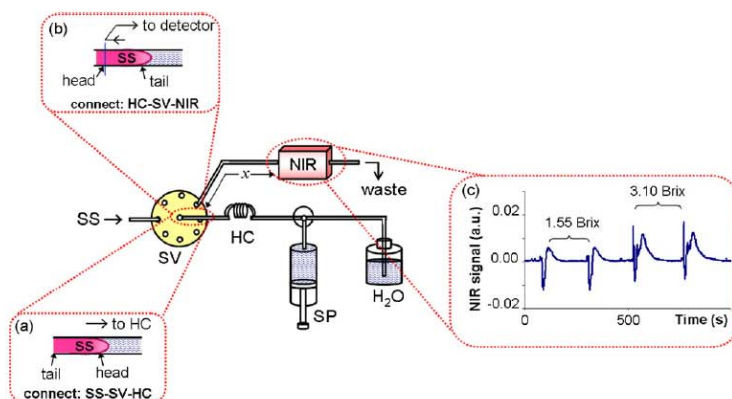 (b)
to detector
SS
head
tail
connect: HC-SV-NIR
NIR
x
waste
SS
SV
HC
SP
H2O
(a)
to HC
SS
tail
head
connect: SS-SV-HC
(c)
3.10 Brix
1.55 Brix
NIR signal (a.u.)
0.02
0.00
-0.02
0
500
Time (s)